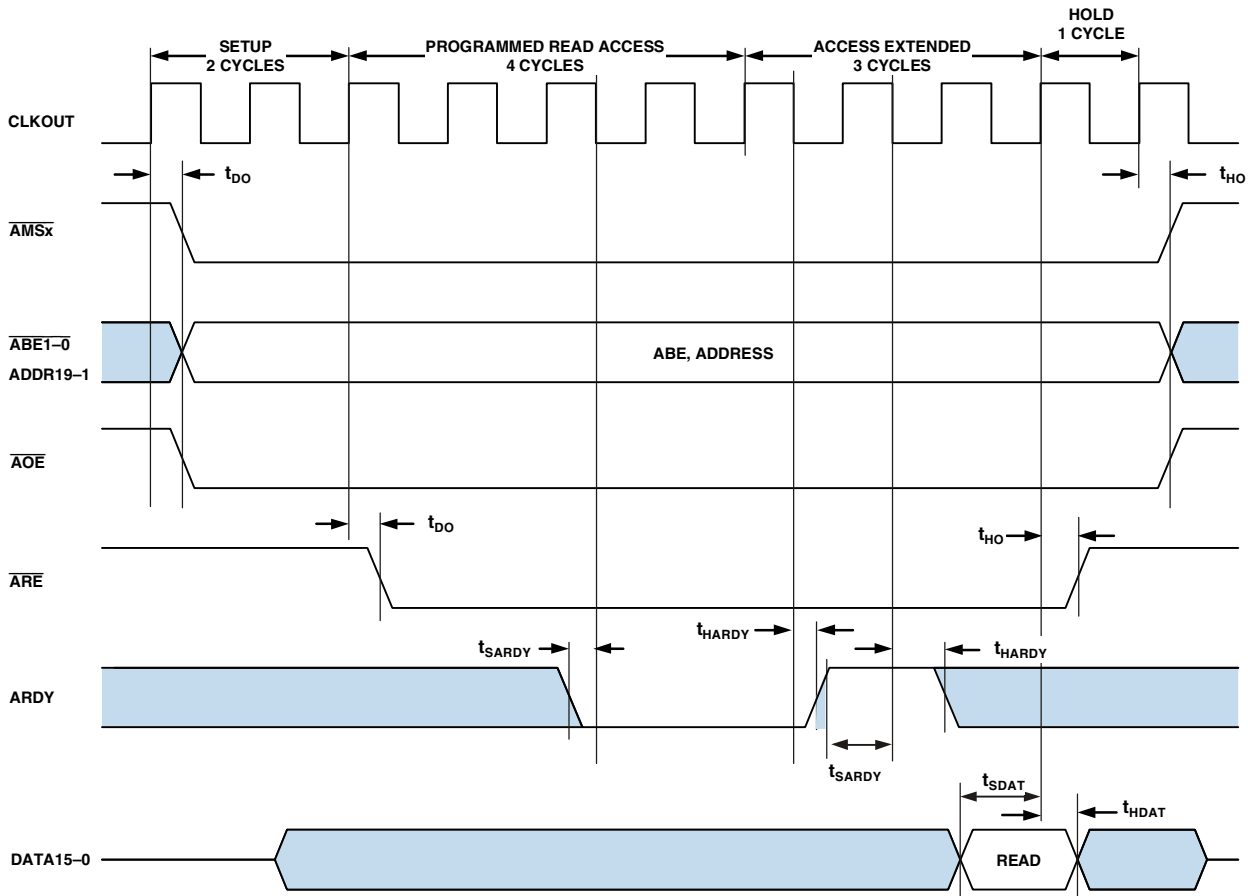 SETUP
2 CYCLES
PROGRAMMED READ ACCESS
4 CYCLES
ACCESS EXTENDED
3 CYCLES
HOLD
1 CYCLE
CLKOUT
tDO
tHO
AMSx
ABE1–0
ADDR19–1
ABE, ADDRESS
AOE
tDO
tHO
ARE
tSARDY
tHARDY
tHARDY
ARDY
tSARDY
tSDAT
tHDAT
DATA15–0
READ